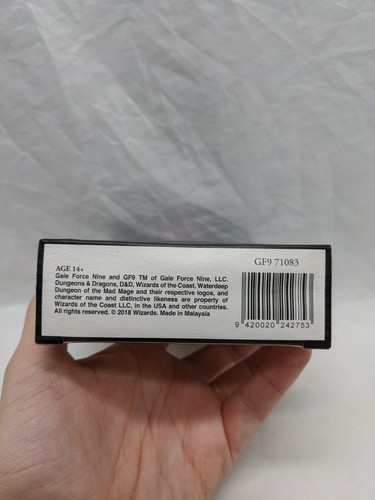 GF9 71083
AGE 14+
Gale Force Nine and GF9 TM of Gale Force Nine, LLC.
Dungeons & Dragons, D&D, Wizards of the Coast, Waterdeep
Dungeon of the Mad Mage and their respective logos, and
character name and distinctive likeness are property of
Wizards of the Coast LLC, in the USA and other countries.
All rights reserved. © 2018 Wizards. Made in Malaysia
9 420020 242753